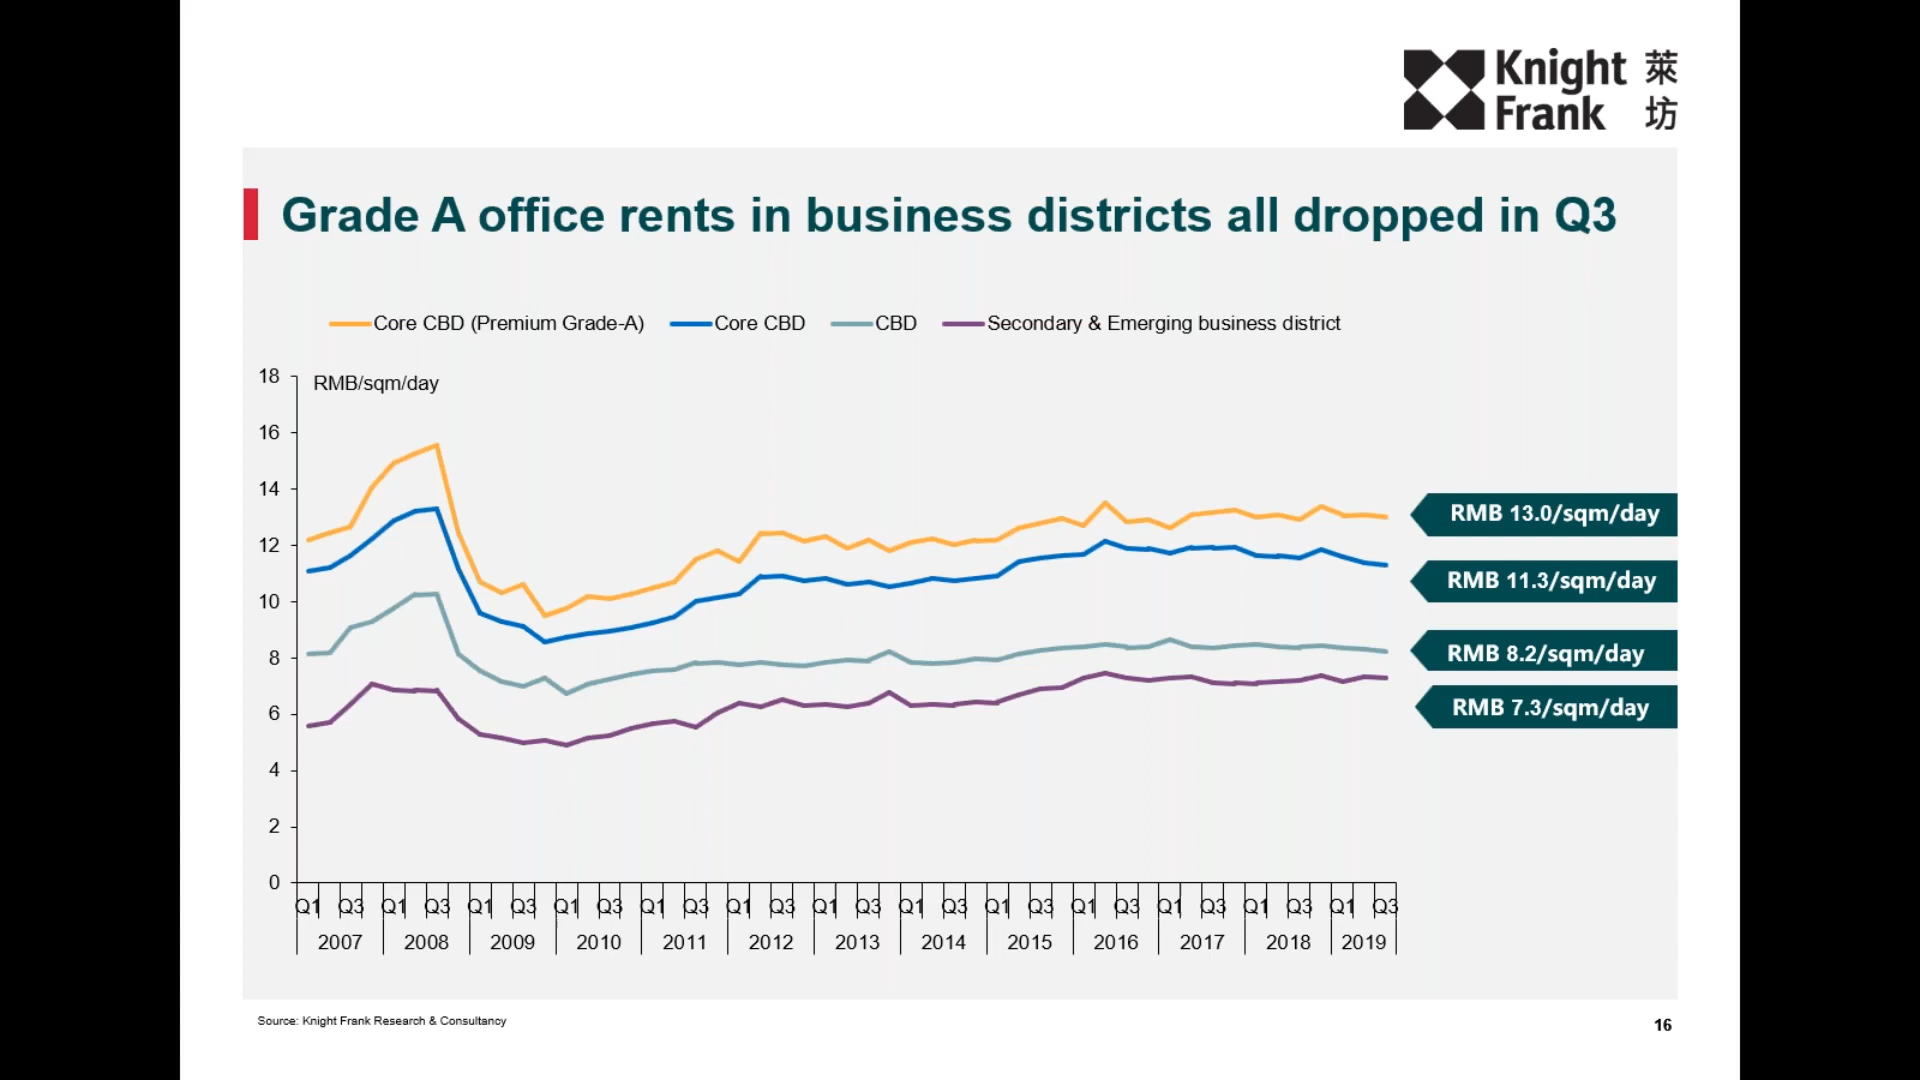 Knight 萊
Frank 坊
Grade A office rents in business districts all dropped in Q3
Core CBD (Premium Grade-A) Core CBD CBD Secondary & Emerging business district
18 RMB/sqm/day
16
14
12
10
8
6
4
2
0
RMB 13.0/sqm/day
RMB 11.3/sqm/day
RMB 8.2/sqm/day
RMB 7.3/sqm/day
Q1 Q3 Q1 Q3 Q1 Q3 Q1 Q3 Q1 Q3 Q1 Q3 Q1 Q3 Q1 Q3 Q1 Q3 Q1 Q3 Q1 Q3 Q1 Q3 Q1 Q3
2007 2008 2009 2010 2011 2012 2013 2014 2015 2016 2017 2018 2019
Source: Knight Frank Research & Consultancy
16